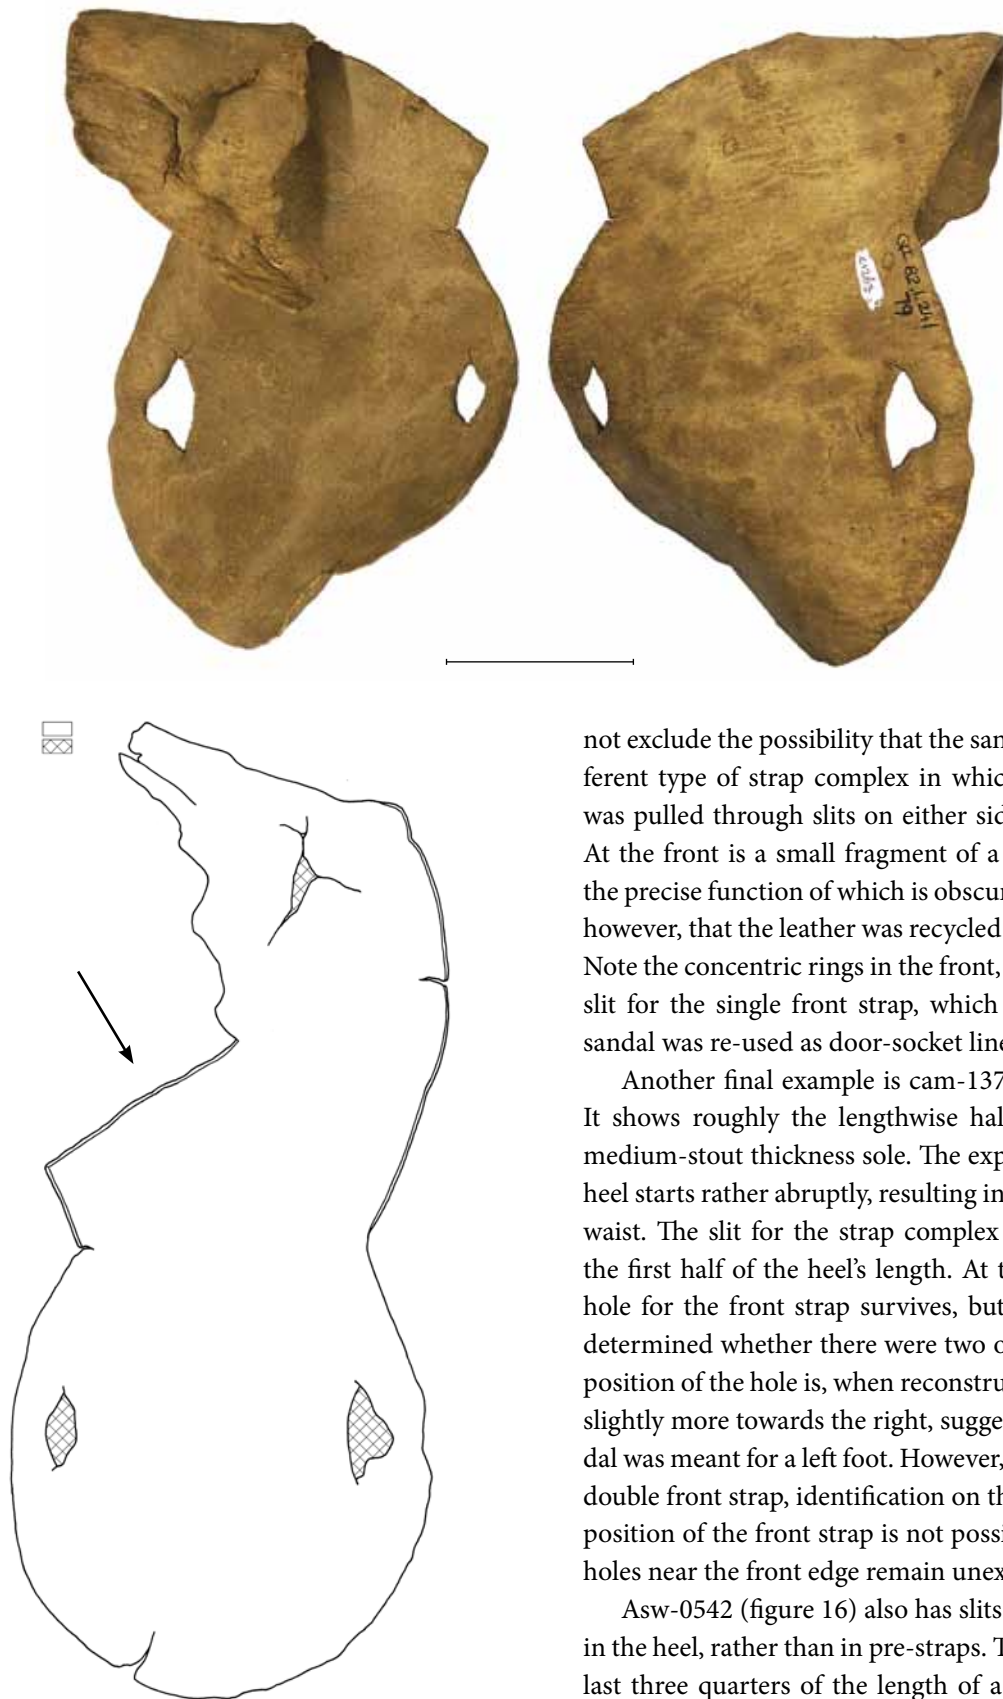 QI 82 L241
79
not exclude the possibility that the san
ferent type of strap complex in whic
was pulled through slits on either sid
At the front is a small fragment of a
the precise function of which is obscur
however, that the leather was recycled
Note the concentric rings in the front,
slit for the single front strap, which
sandal was re-used as door-socket line
Another final example is cam-137
It shows roughly the lengthwise hal
medium-stout thickness sole. The exp
heel starts rather abruptly, resulting in
waist. The slit for the strap complex
the first half of the heel’s length. At t
hole for the front strap survives, but
determined whether there were two o
position of the hole is, when reconstru
slightly more towards the right, sugge
dal was meant for a left foot. However,
double front strap, identification on th
position of the front strap is not possi
holes near the front edge remain unex
Asw-0542 (figure 16) also has slits
in the heel, rather than in pre-straps. T
last three quarters of the length of a